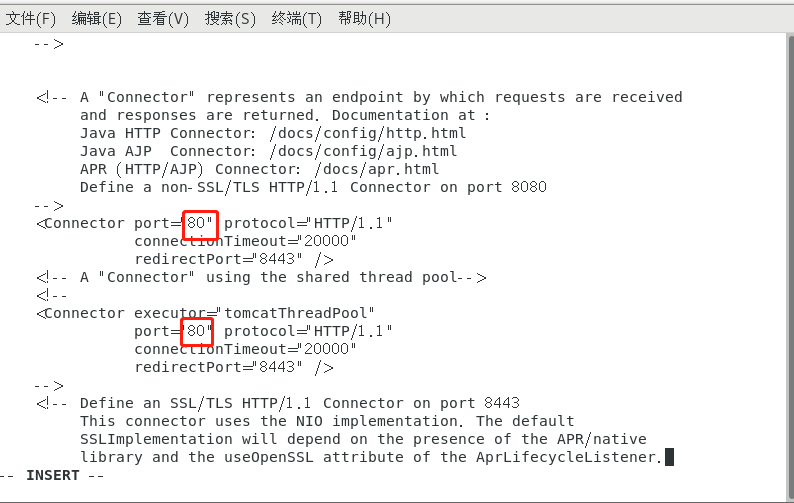 文件(F) 编辑(E) 查看(V) 搜索(S) 终端(T) 帮助(H)
-->
<!-- A "Connector" represents an endpoint by which requests are received
and responses are returned. Documentation at :
Java HTTP Connector: /docs/config/http.html
Java AJP  Connector: /docs/config/ajp.html
APR (HTTP/AJP) Connector: /docs/apr.html
Define a non-SSL/TLS HTTP/1.1 Connector on port 8080
-->
<Connector port="80" protocol="HTTP/1.1"
connectionTimeout="20000"
redirectPort="8443" />
<!-- A "Connector" using the shared thread pool-->
<!--
<Connector executor="tomcatThreadPool"
port="80" protocol="HTTP/1.1"
connectionTimeout="20000"
redirectPort="8443" />
-->
<!-- Define an SSL/TLS HTTP/1.1 Connector on port 8443
This connector uses the NIO implementation. The default
SSLImplementation will depend on the presence of the APR/native
library and the useOpenSSL attribute of the AprLifecycleListener.
-- INSERT --